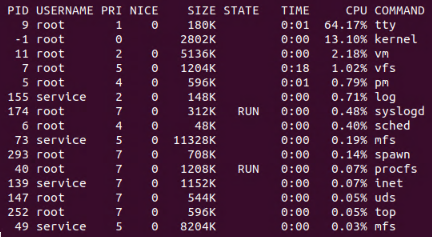 PID USERNAME PRI NICE SIZE STATE TIME CPU COMMAND
9 root 1 0 180K 0:01 64.17% tty
-1 root 0 2802K 0:00 13.10% kernel
11 root 2 0 5136K 0:00 2.18% vm
7 root 5 0 1204K 0:18 1.02% vfs
5 root 4 0 596K 0:01 0.79% pm
155 service 2 0 148K 0:00 0.71% log
174 root 7 0 312K RUN 0:00 0.48% syslogd
6 root 4 0 48K 0:00 0.40% sched
73 service 5 0 11328K 0:00 0.19% mfs
293 root 7 0 708K 0:00 0.14% spawn
40 root 7 0 1208K RUN 0:00 0.07% procfs
139 service 7 0 1152K 0:00 0.07% inet
147 root 7 0 544K 0:00 0.05% uds
252 root 7 0 596K 0:00 0.05% top
49 service 5 0 8204K 0:00 0.03% mfs